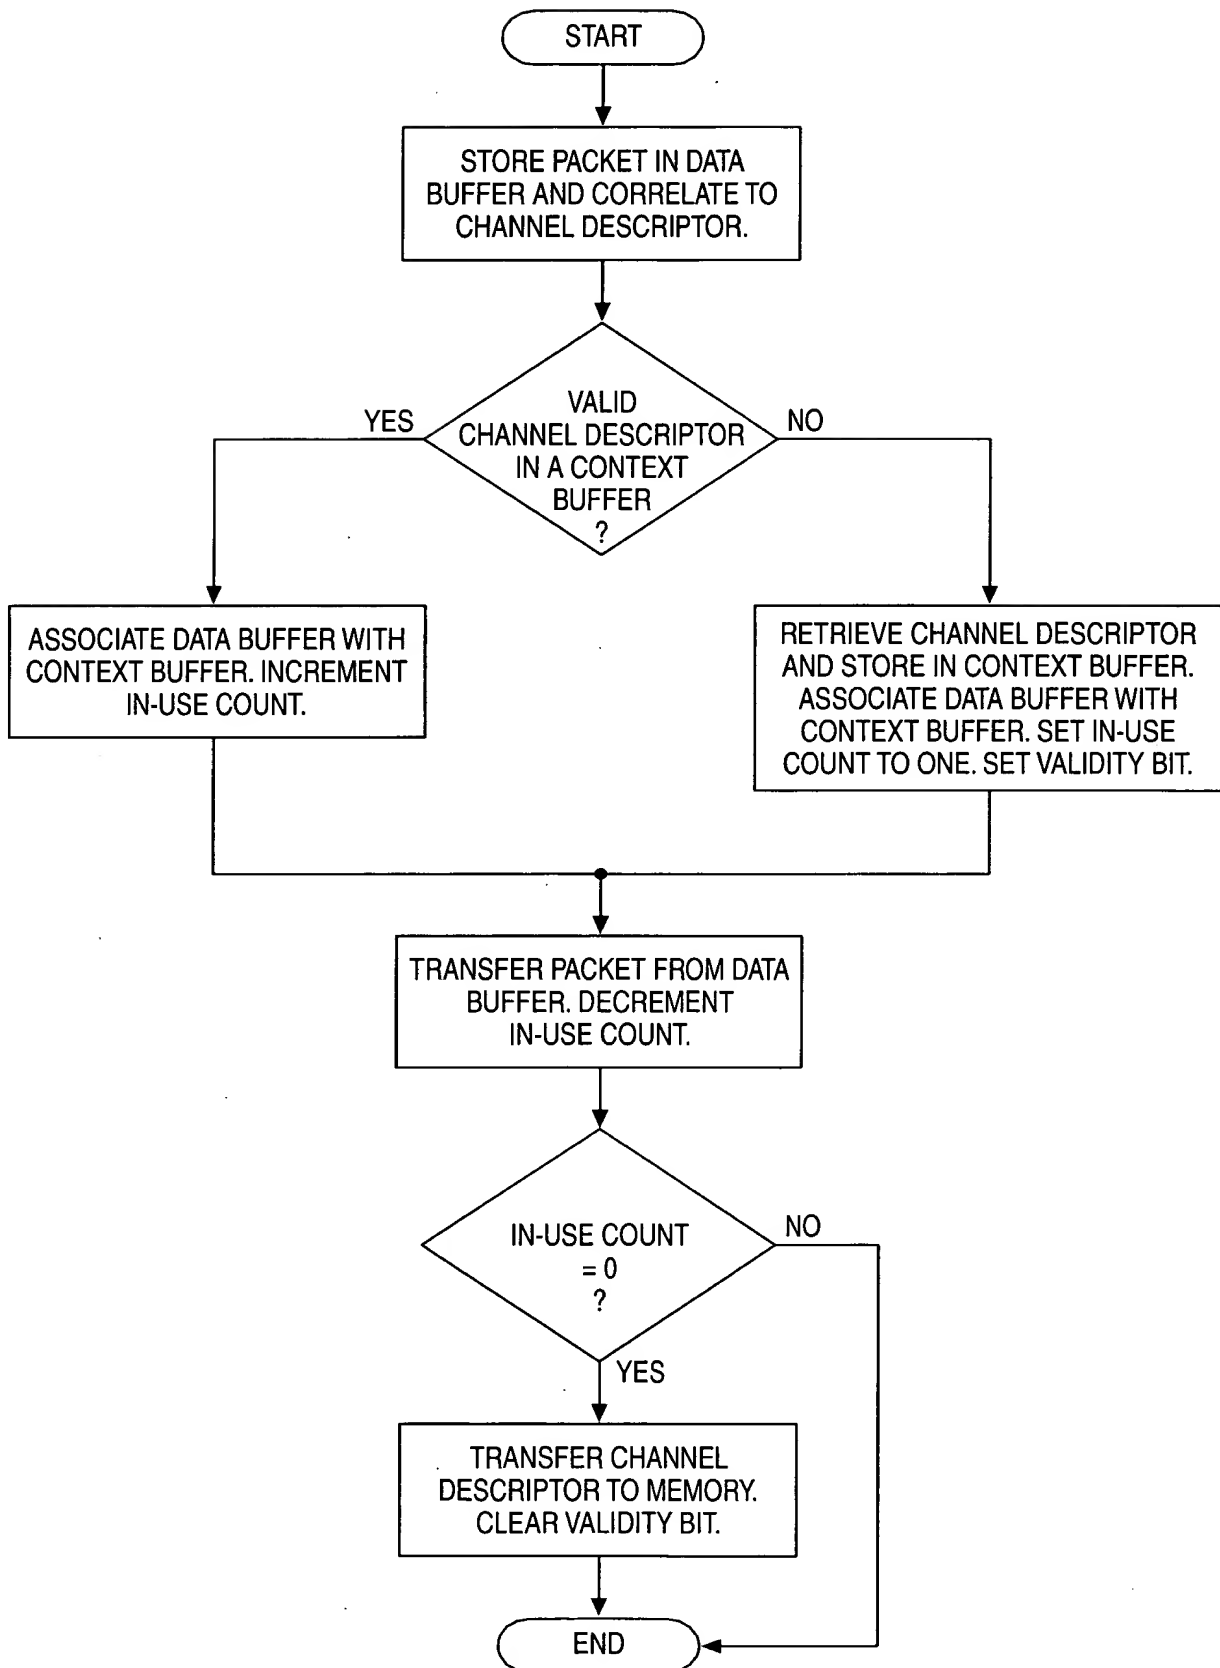 START
STORE PACKET IN DATA
BUFFER AND CORRELATE TO
CHANNEL DESCRIPTOR.
VALID
CHANNEL DESCRIPTOR
IN A CONTEXT
BUFFER
?
YES
NO
ASSOCIATE DATA BUFFER WITH
CONTEXT BUFFER. INCREMENT
IN-USE COUNT.
RETRIEVE CHANNEL DESCRIPTOR
AND STORE IN CONTEXT BUFFER.
ASSOCIATE DATA BUFFER WITH
CONTEXT BUFFER. SET IN-USE
COUNT TO ONE. SET VALIDITY BIT.
TRANSFER PACKET FROM DATA
BUFFER. DECREMENT
IN-USE COUNT.
IN-USE COUNT
= 0
?
NO
YES
TRANSFER CHANNEL
DESCRIPTOR TO MEMORY.
CLEAR VALIDITY BIT.
END